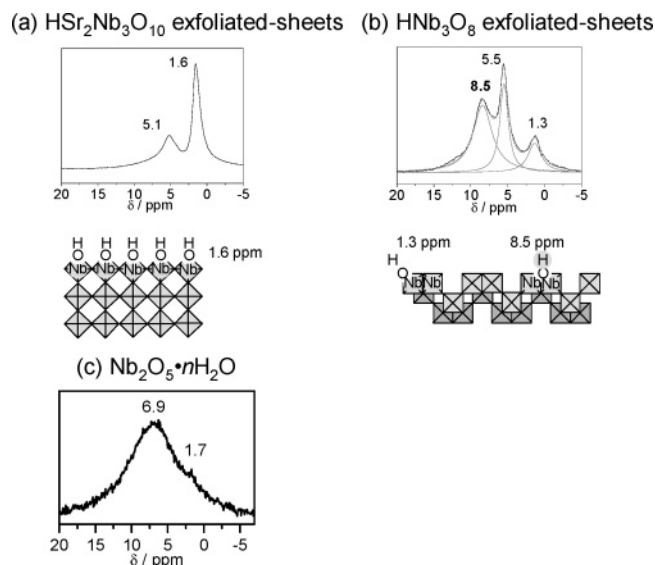 (a) HSr₂Nb₃O₁₀ exfoliated-sheets
1.6
5.1
20 15 10 5 0 -5
δ / ppm
H H H H H
O O O O O
Nb Nb Nb Nb Nb
1.6 ppm
(b) HNb₃O₈ exfoliated-sheets
5.5
8.5
1.3
20 15 10 5 0 -5
δ / ppm
1.3 ppm 8.5 ppm
H H
O O
Nb Nb Nb Nb
(c) Nb₂O₅•nH₂O
6.9
1.7
20 15 10 5 0 -5
δ / ppm